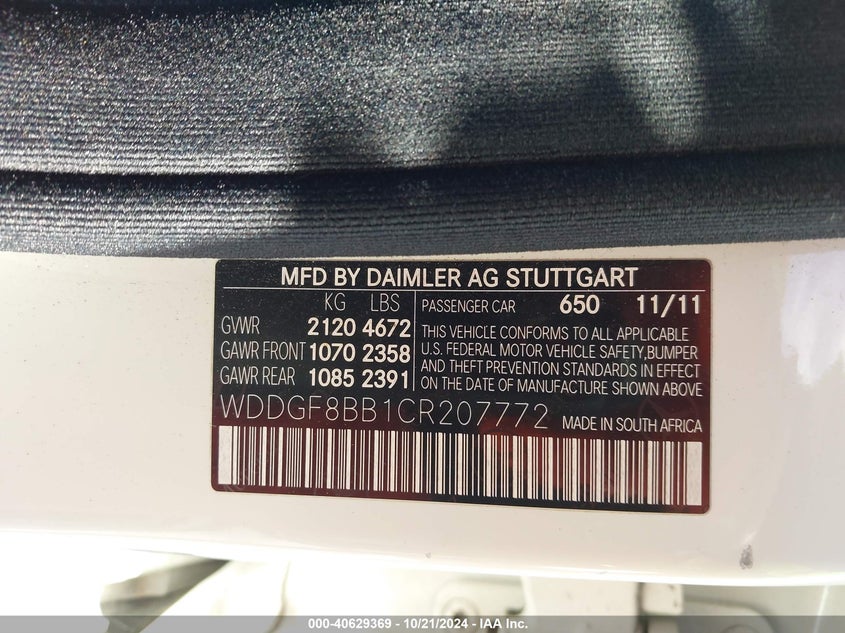 MFD BY DAIMLER AG STUTTGART
KG LBS
GVWR 2120 4672
GAWR FRONT 1070 2358
GAWR REAR 1085 2391
PASSENGER CAR 650 11/11
THIS VEHICLE CONFORMS TO ALL APPLICABLE
U.S. FEDERAL MOTOR VEHICLE SAFETY,BUMPER
AND THEFT PREVENTION STANDARDS IN EFFECT
ON THE DATE OF MANUFACTURE SHOWN ABOVE
WDDGF8BB1CR207772 MADE IN SOUTH AFRICA
000-40629369 - 10/21/2024 - IAA Inc.